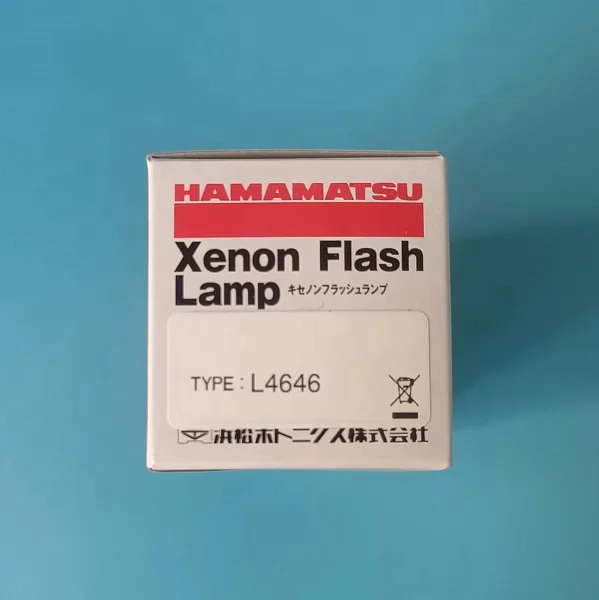 HAMAMATSU
Xenon Flash
Lamp キセノンフラッシュランプ
TYPE: L4646
浜松ホトニクス株式会社